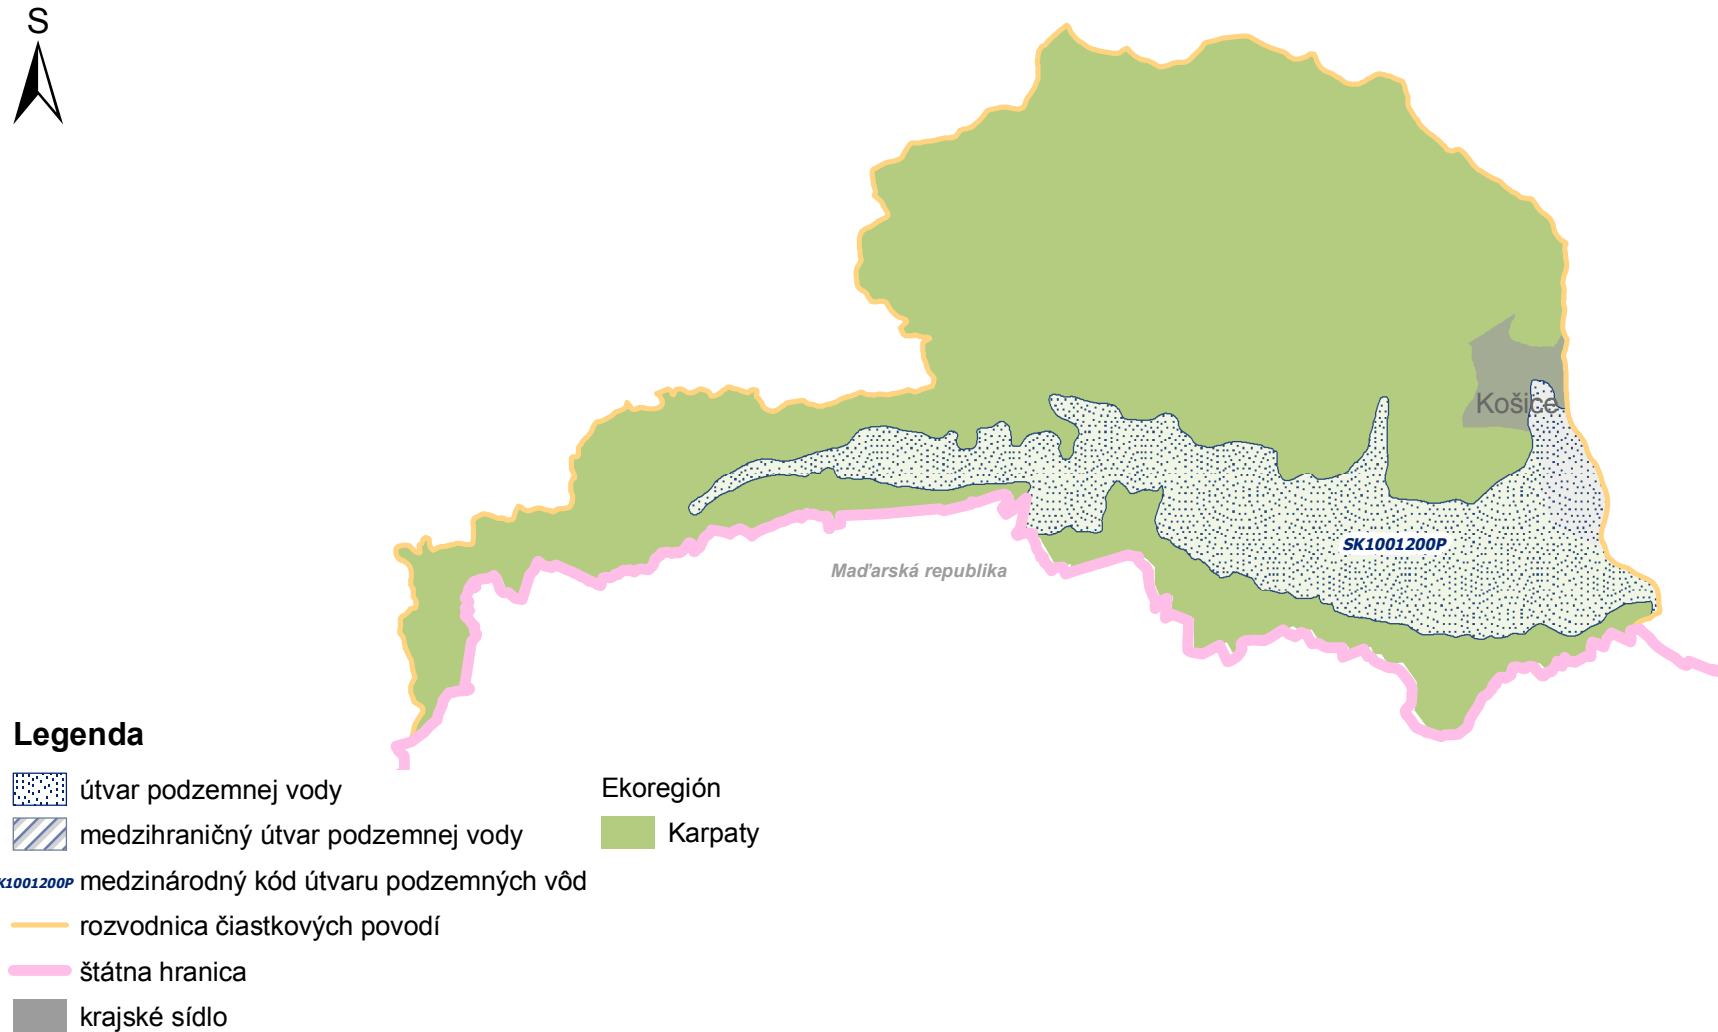 S
Košice
SK1001200P
Maďarská republika
Legenda
útvar podzemnej vody
medzihraničný útvar podzemnej vody
K1001200P medzinárodný kód útvaru podzemných vôd
rozvodnica čiastkových povodí
štátna hranica
krajské sídlo
Ekoregión
Karpaty